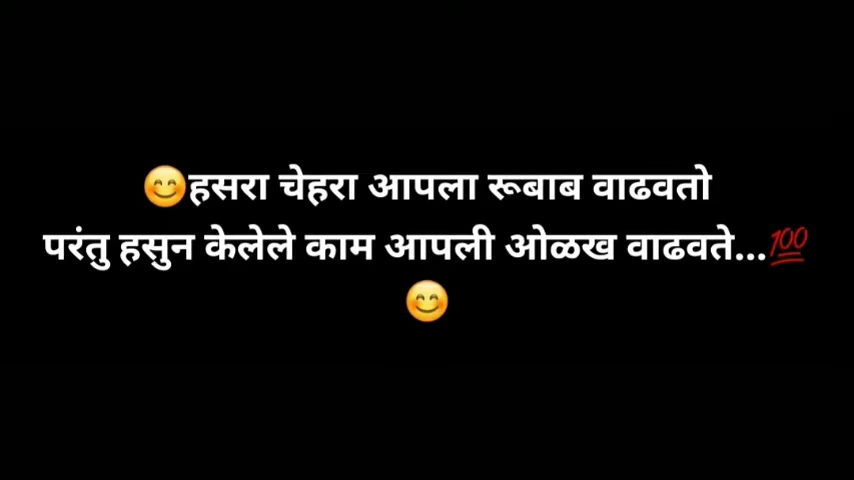 😊हसरा चेहरा आपला रूबाब वाढवतो
परंतु हसुन केलेले काम आपली ओळख वाढवते...💯
😊